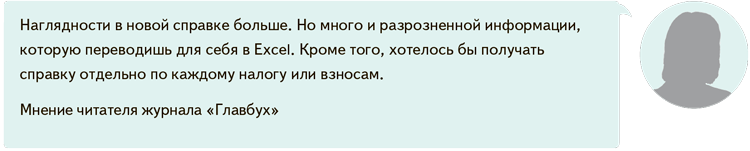 Наглядности в новой справке больше. Но много и разрозненной информации,
которую переводишь для себя в Excel. Кроме того, хотелось бы получать
справку отдельно по каждому налогу или взносам.
Мнение читателя журнала «Главбух»